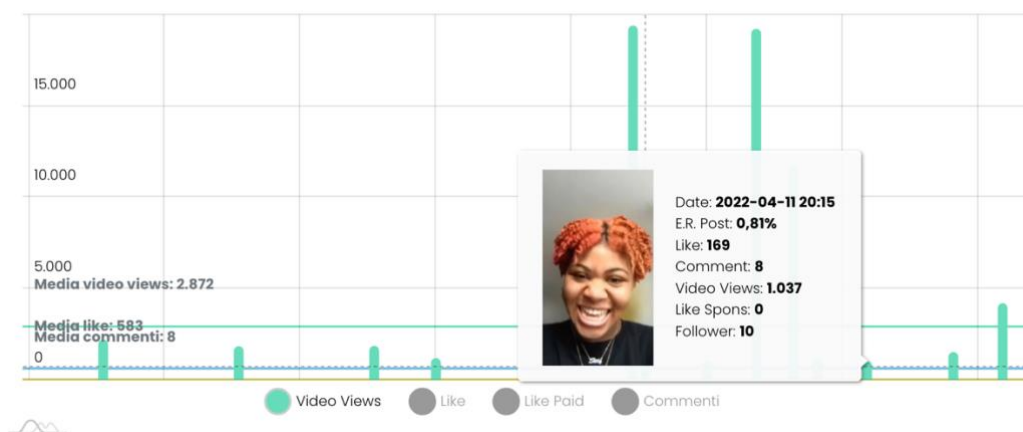 15.000
10.000
5.000
Media video views: 2.872
Media like: 583
Media commenti: 8
0
Date: 2022-04-11 20:15
E.R. Post: 0,81%
Like: 169
Comment: 8
Video Views: 1.037
Like Spons: 0
Follower: 10
Video Views Like Like Paid Commenti